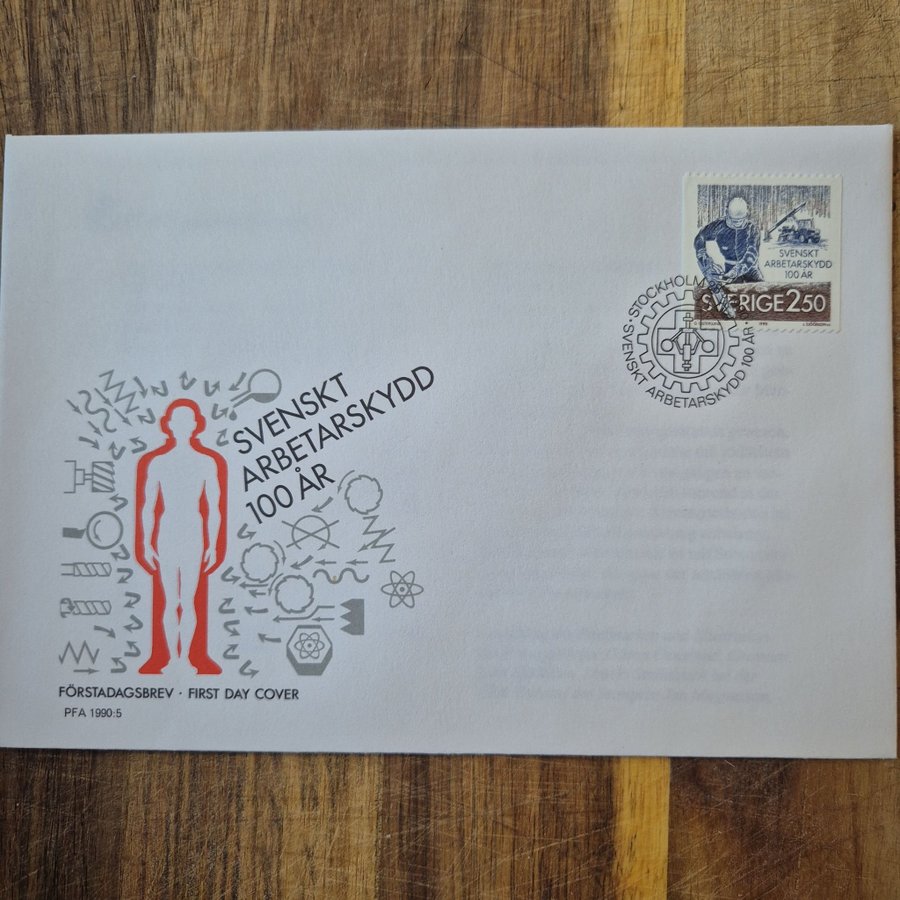 SVENSKT
ARBETARSKYDD
100 ÅR
SVERIGE 2.50
1990
STOCKHOLM
SVENSKT ARBETARSKYDD 100 ÅR
SVENSKT
ARBETARSKYDD
100 ÅR
FÖRSTADAGSBREV · FIRST DAY COVER
PFA 1990:5